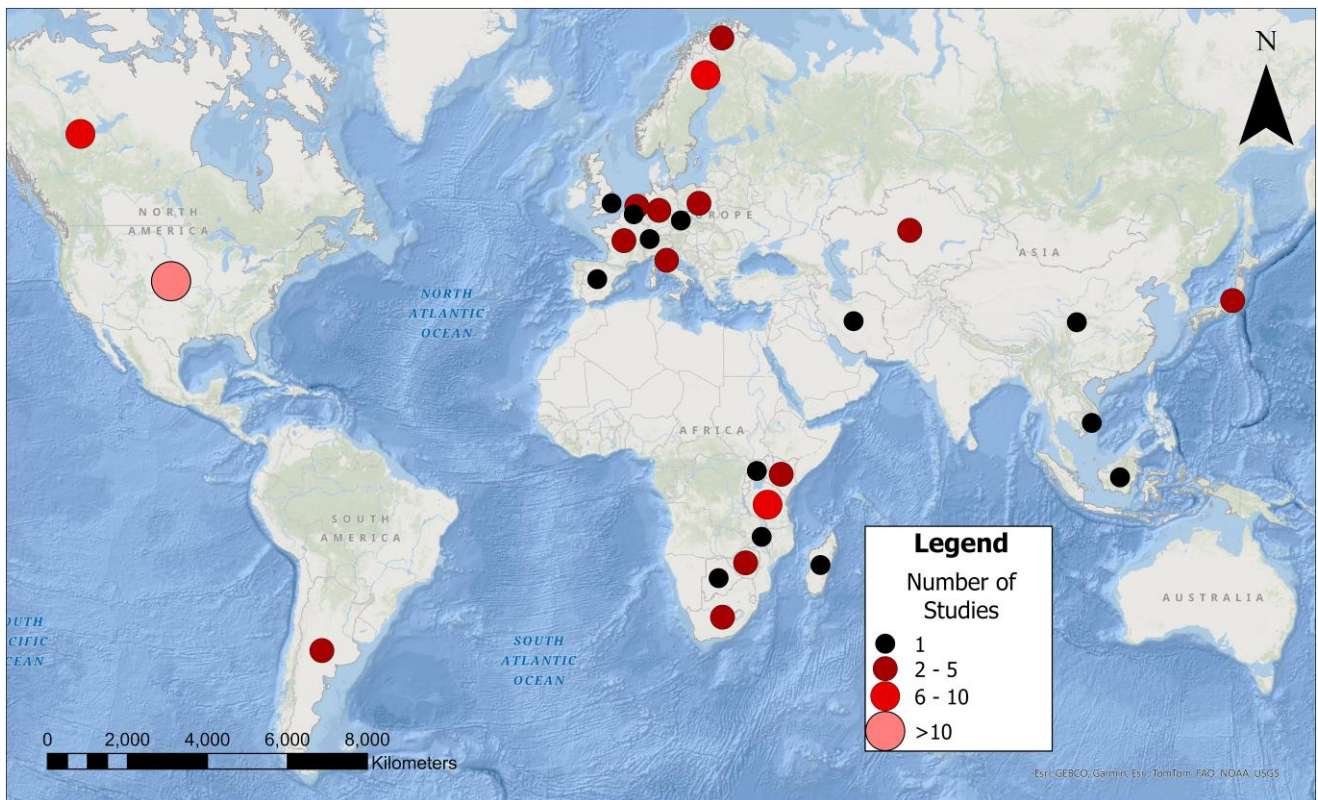 N
NORTH
AMERICA
EUROPE
ASIA
NORTH
ATLANTIC
OCEAN
AFRICA
SOUTH
AMERICA
AUSTRALIA
OUTH
CIFIC
CEAN
SOUTH
ATLANTIC
OCEAN
Legend
Number of
Studies
1
2 - 5
6 - 10
>10
0 2,000 4,000 6,000 8,000
Kilometers
Esri, GEBCO, Garmin, Esri, TomTom, FAO, NOAA, USGS